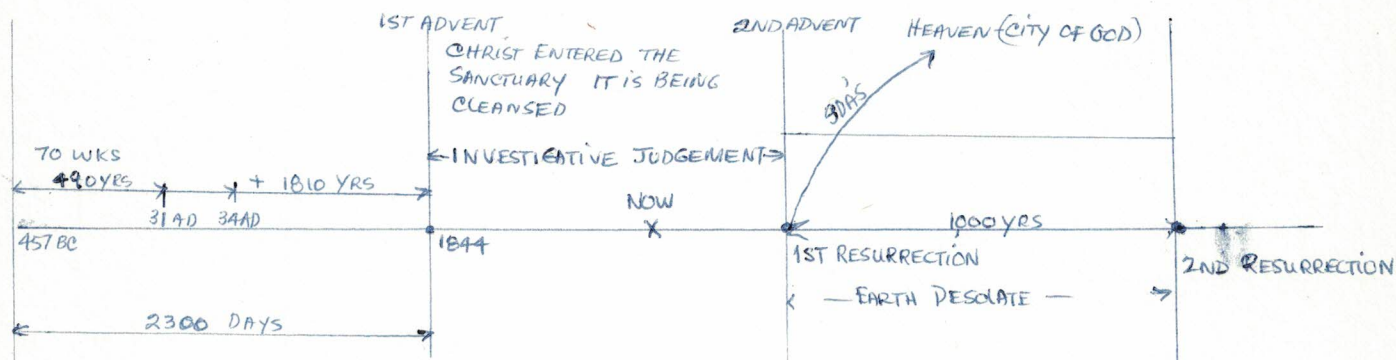 1ST ADVENT
2ND ADVENT
HEAVEN (CITY OF GOD)
CHRIST ENTERED THE
SANCTUARY IT IS BEING
CLEANSED
SDA'S
70 WKS
490 YRS
+ 1810 YRS
INVESTIGATIVE JUDGEMENT
31 AD
34 AD
NOW
X
1000 YRS
457 BC
1844
1ST RESURRECTION
2ND RESURRECTION
— EARTH DESOLATE —
2300 DAYS